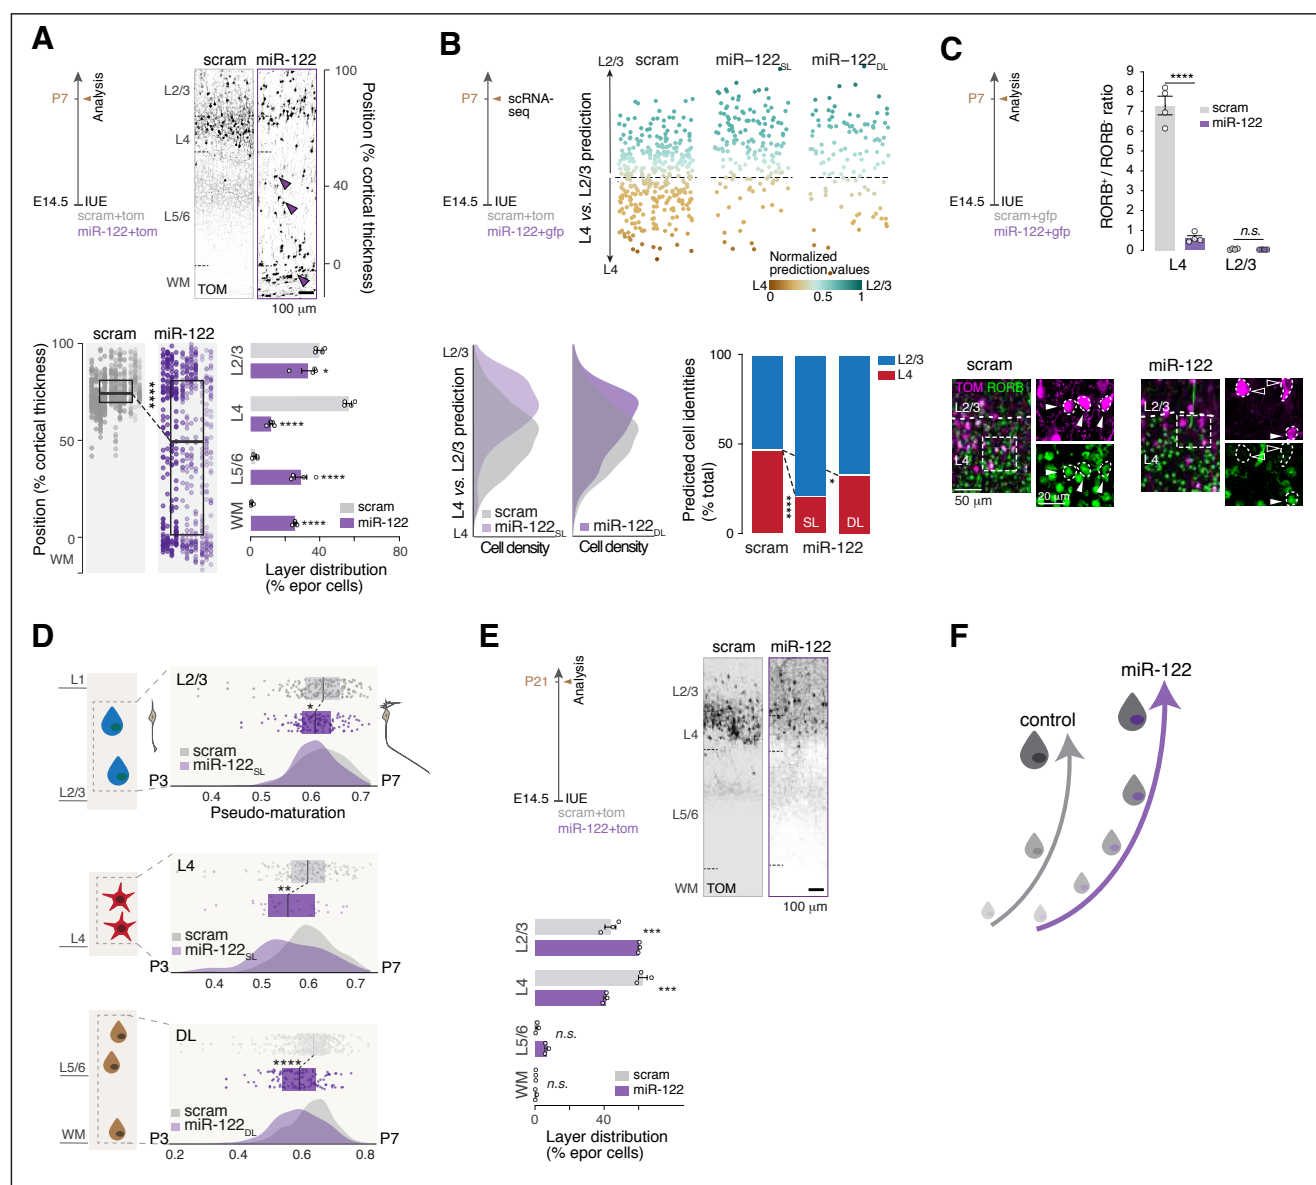 A
scram
miR-122
Analysis
P7
E14.5
IUE
scram+tom
miR-122+tom
L2/3
L4
L5/6
WM
TOM
100
40
0
Position (% cortical thickness)
100 µm
scram
miR-122
Position (% cortical thickness)
100
50
0
WM
****
L2/3
*
L4
****
L5/6
****
WM
****
scram
miR-122
0
40
80
Layer distribution
(% epor cells)
B
P7
scRNA-
seq
E14.5
IUE
scram+tom
miR-122+gfp
L2/3
scram
miR−122SL
miR−122DL
L4 vs. L2/3 prediction
L4
Normalized
prediction values
L4
L2/3
0
0.5
1
L2/3
L4 vs. L2/3 prediction
L4
scram
miR-122SL
miR-122DL
Cell density
Cell density
Predicted cell identities
(% total)
100
50
0
L2/3
L4
****
*
SL
DL
scram
miR-122
C
P7
Analysis
E14.5
IUE
scram+gfp
miR-122+gfp
RORB+ / RORB- ratio
9
8
7
6
5
4
3
2
1
0
****
n.s.
scram
miR-122
L4
L2/3
scram
miR-122
TOM RORB
L2/3
L4
50 µm
20 µm
L2/3
L4
D
L1
L2/3
L2/3
*
scram
miR-122SL
P3
P7
0.4
0.5
0.6
0.7
Pseudo-maturation
L4
L4
**
scram
miR-122SL
P3
P7
0.4
0.5
0.6
0.7
L5/6
WM
DL
****
scram
miR-122DL
P3
P7
0.2
0.4
0.6
0.8
E
P21
Analysis
E14.5
IUE
scram+tom
miR-122+tom
scram
miR-122
L2/3
L4
L5/6
WM
TOM
100 µm
L2/3
***
L4
***
L5/6
n.s.
WM
n.s.
scram
miR-122
0
40
Layer distribution
(% epor cells)
F
miR-122
control